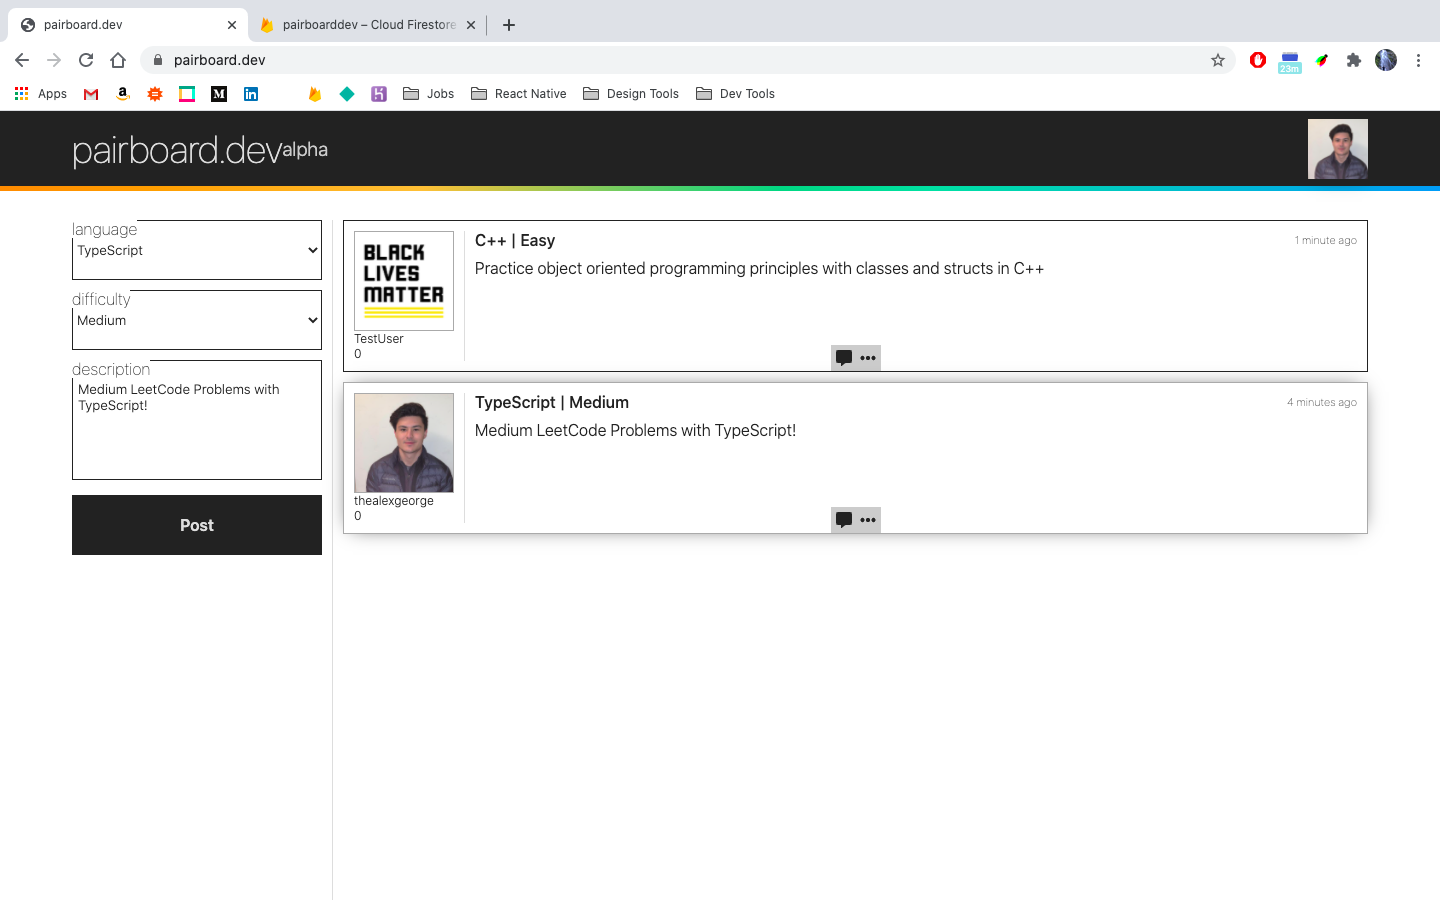 pairboard.dev
pairboarddev – Cloud Firestore
pairboard.dev
23m
Apps
Jobs
React Native
Design Tools
Dev Tools
pairboard.dev alpha
language
TypeScript
difficulty
Medium
description
Medium LeetCode Problems with
TypeScript!
Post
BLACK
LIVES
MATTER
TestUser
0
C++ | Easy
1 minute ago
Practice object oriented programming principles with classes and structs in C++
thealexgeorge
0
TypeScript | Medium
4 minutes ago
Medium LeetCode Problems with TypeScript!